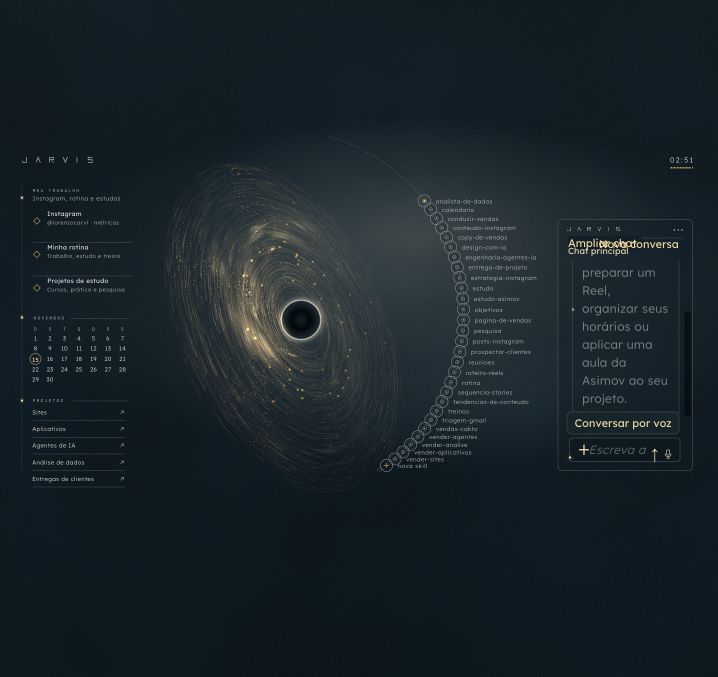 JARVIS
02:51
MEU TRABALHO
Instagram, rotina e estudos
Instagram
@lorenzocarvl · métricas
Minha rotina
Trabalho, estudo e treino
Projetos de estudo
Cursos, prática e pesquisa
NOVEMBRO
D S T Q Q S S
1 2 3 4 5 6 7
8 9 10 11 12 13 14
15 16 17 18 19 20 21
22 23 24 25 26 27 28
29 30
PROJETOS
Sites
Aplicativos
Agentes de IA
Análise de dados
Entregas de clientes
analista-de-dados
calendario
conduzir-vendas
conteudo-instagram
copy-de-vendas
design-com-ia
engenharia-agentes-ia
entrega-de-projeto
estrategia-instagram
estudo
estudo-asimov
objetivos
pagina-de-vendas
pesquisa
posts-instagram
prospectar-clientes
reunioes
roteiro-reels
rotina
sequencia-stories
tendencias-de-conteudo
treinos
triagem-gmail
vendas-cakto
vender-agentes
vender-analise
vender-aplicativos
vender-sites
nova skill
JARVIS
Ampliar chat
Nova conversa
Chat principal
preparar um
Reel,
organizar seus
horários ou
aplicar uma
aula da
Asimov ao seu
projeto.
Conversar por voz
Escreva a